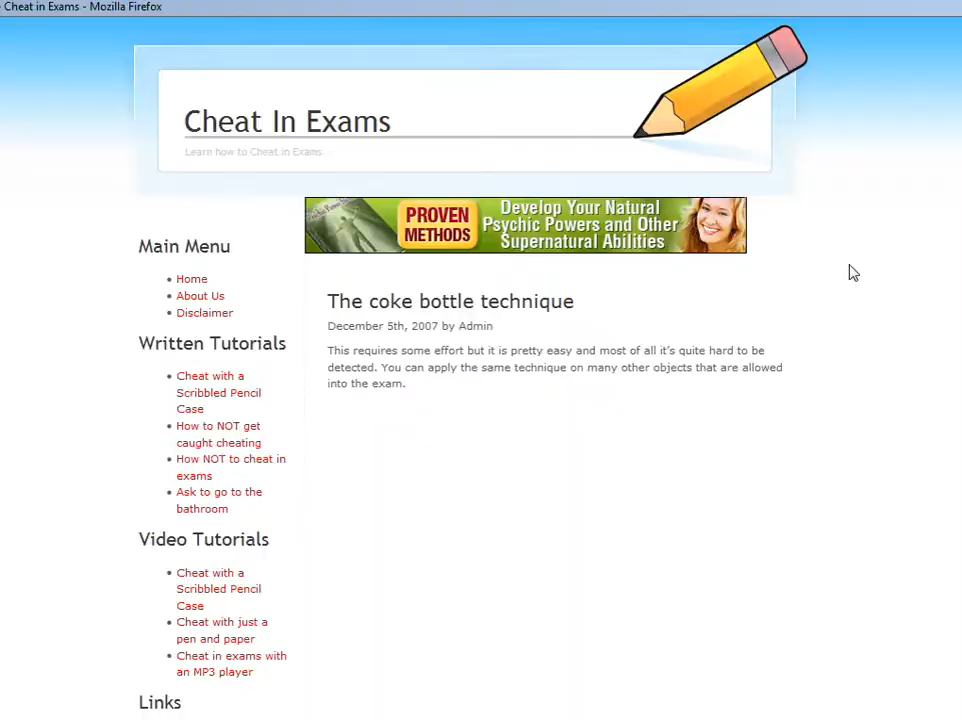 Cheat in Exams - Mozilla Firefox
Cheat In Exams
Learn how to Cheat in Exams
PROVEN
METHODS
Develop Your Natural
Psychic Powers and Other
Supernatural Abilities
Main Menu
Home
About Us
Disclaimer
Written Tutorials
Cheat with a
Scribbled Pencil
Case
How to NOT get
caught cheating
How NOT to cheat in
exams
Ask to go to the
bathroom
Video Tutorials
Cheat with a
Scribbled Pencil
Case
Cheat with just a
pen and paper
Cheat in exams with
an MP3 player
Links
The coke bottle technique
December 5th, 2007 by Admin
This requires some effort but it is pretty easy and most of all it's quite hard to be
detected. You can apply the same technique on many other objects that are allowed
into the exam.